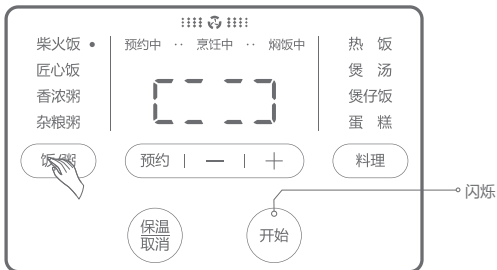 柴火饭
匠心饭
香浓粥
杂粮粥
饭/粥
预约中 ·· 烹饪中 ·· 焖饭中
预约 | — | +
热 饭
煲 汤
煲仔饭
蛋 糕
料理
保温
取消
开始
闪烁